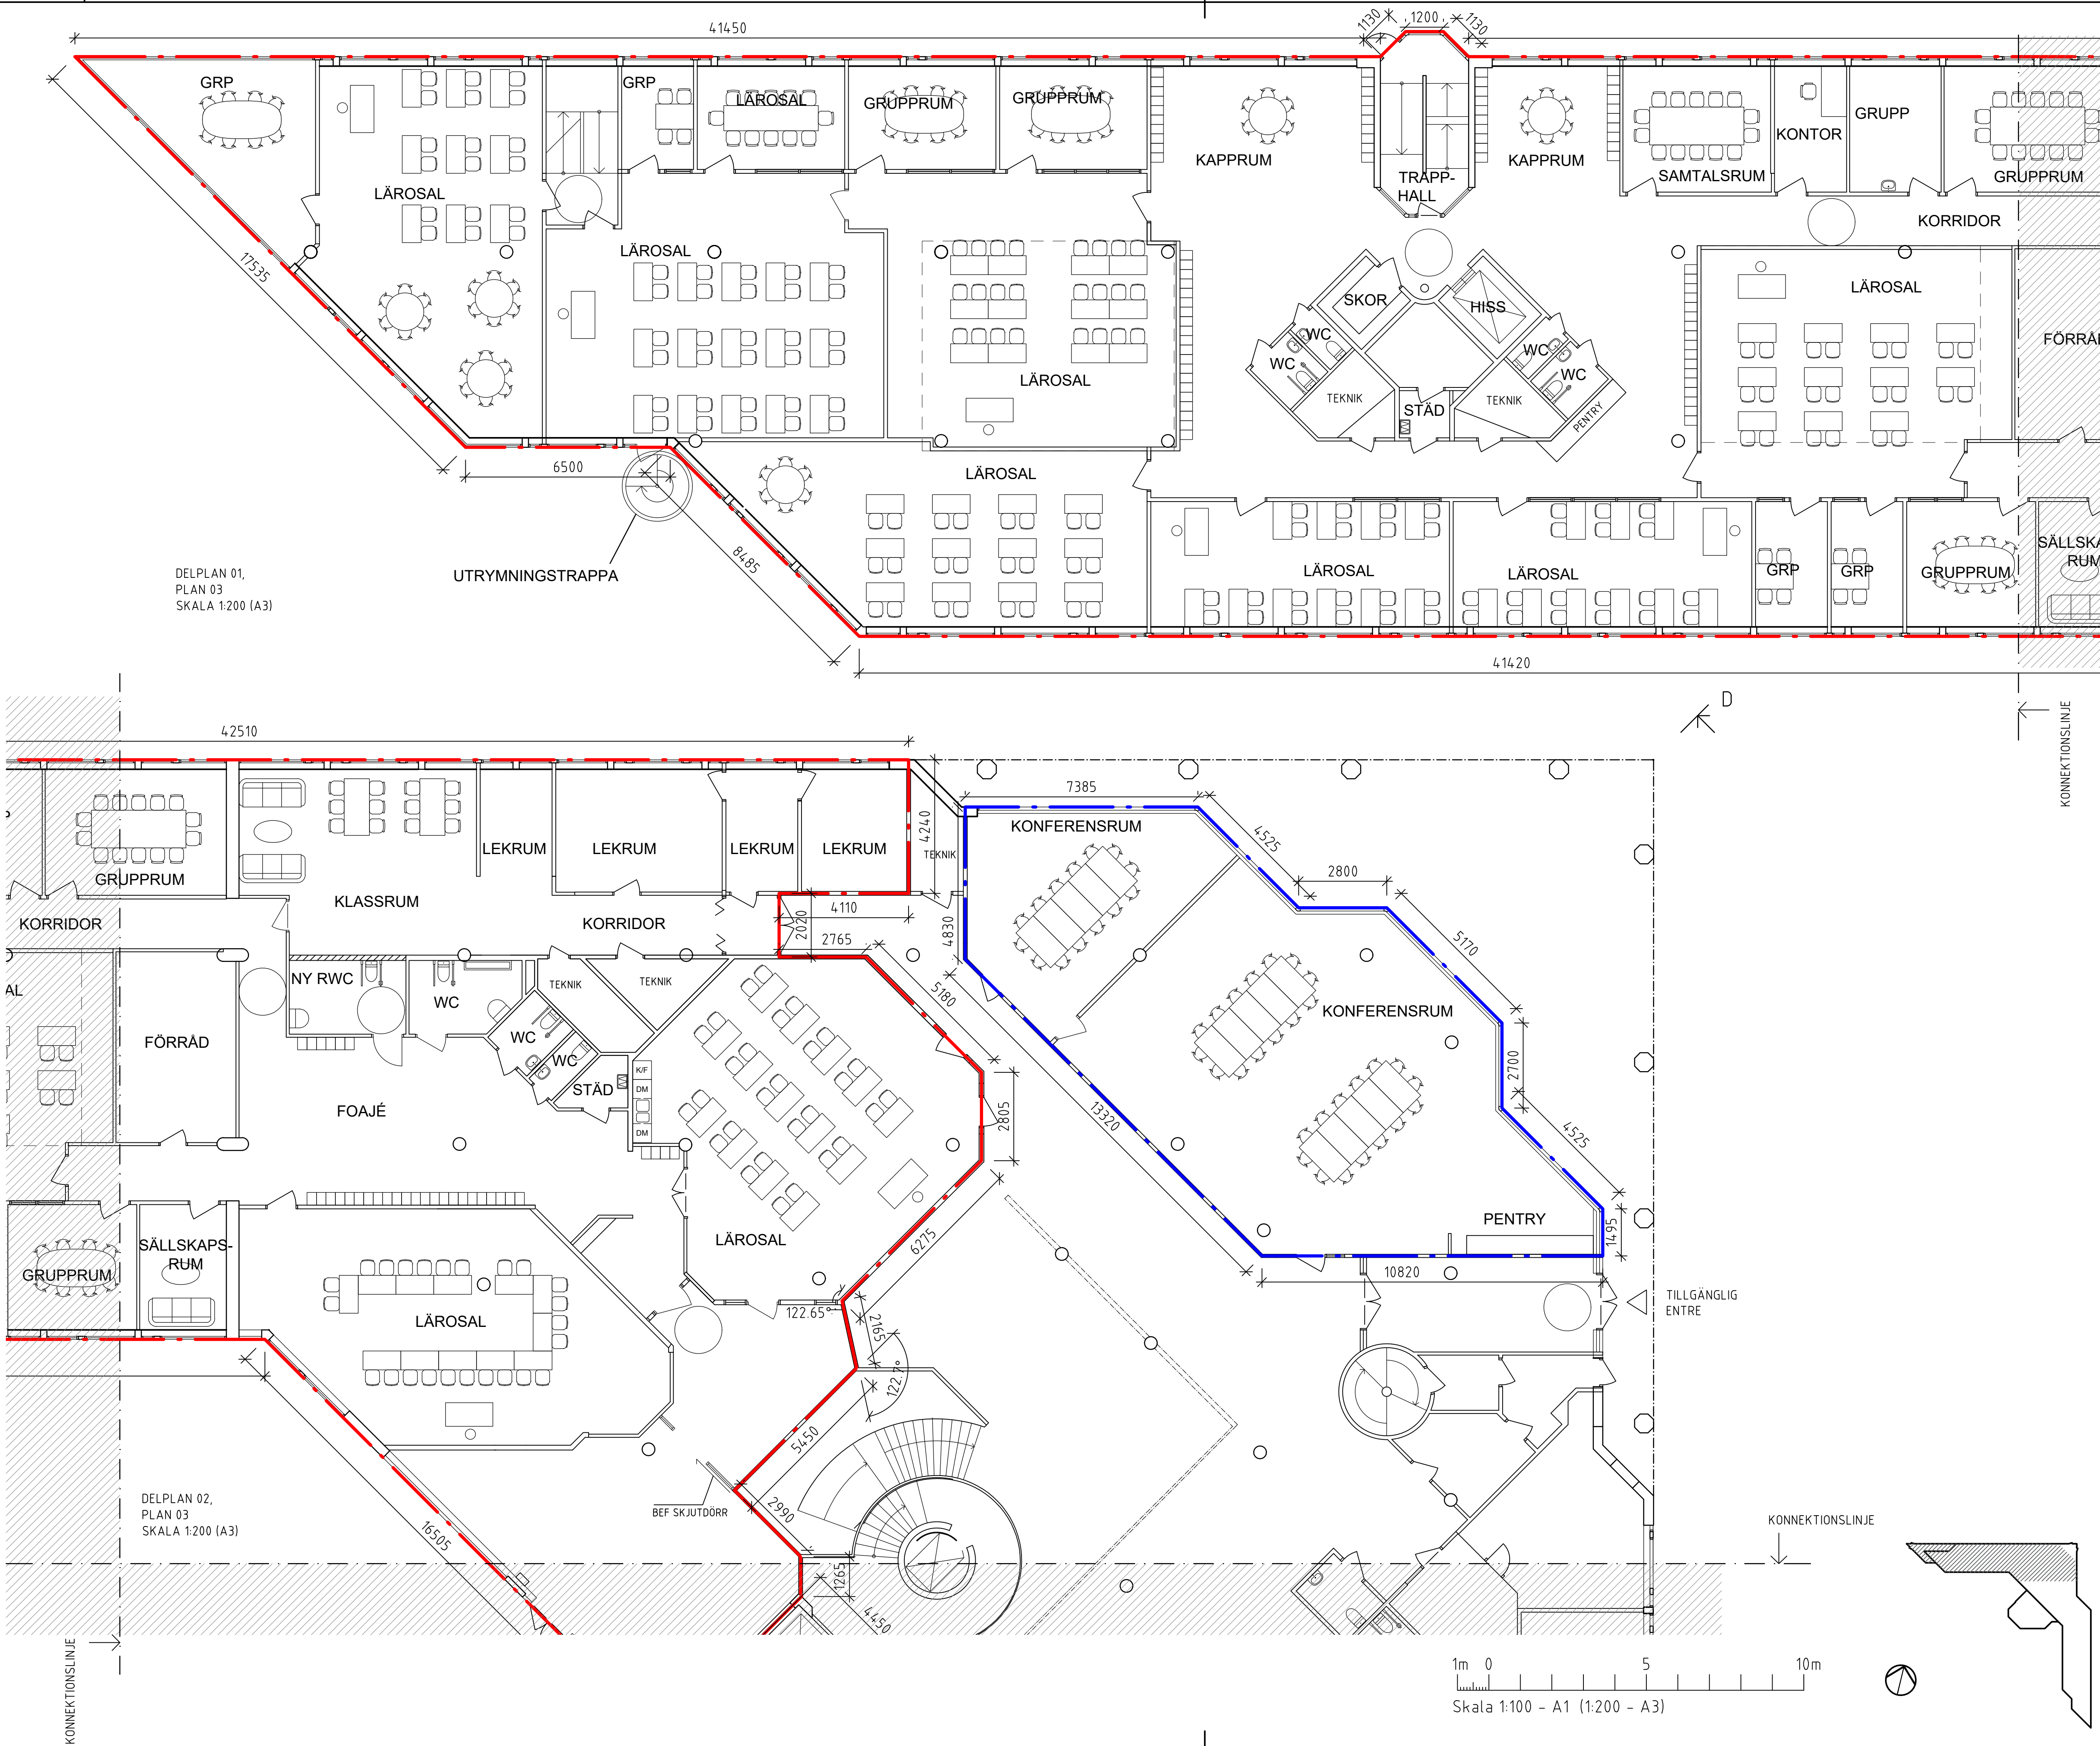 41450
1130
1200
1130
GRP
GRP
LÄROSAL
GRUPPRUM
GRUPPRUM
KAPPRUM
KAPPRUM
TRAPP-
HALL
SAMTALSRUM
KONTOR
GRUPP
GRUPPRUM
LÄROSAL
KORRIDOR
17535
LÄROSAL
SKOR
HISS
LÄROSAL
WC
WC
WC
WC
LÄROSAL
TEKNIK
STÄD
TEKNIK
PENTRY
6500
LÄROSAL
8485
UTRYMNINGSTRAPPA
LÄROSAL
LÄROSAL
GRP
GRP
GRUPPRUM
DELPLAN 01,
PLAN 03
SKALA 1:200 (A3)
41420
D
KONNEKTIONSLINJE
42510
7385
4525
2800
5170
2700
4525
1495
KONFERENSRUM
4240
TEKNIK
LEKRUM
LEKRUM
LEKRUM
LEKRUM
GRUPPRUM
KLASSRUM
KORRIDOR
KORRIDOR
4110
2020
2765
4830
5180
NY RWC
WC
TEKNIK
TEKNIK
KONFERENSRUM
FÖRRÅD
WC
WC
STÄD
K/F
DM
DM
FOAJÉ
2805
13320
LÄROSAL
6275
PENTRY
SÄLLSKAPS-
RUM
GRUPPRUM
10820
TILLGÄNGLIG
ENTRE
LÄROSAL
122.65°
2165
122.7°
5450
DELPLAN 02,
PLAN 03
SKALA 1:200 (A3)
BEF SKJUTDÖRR
2990
16505
1265
4450
KONNEKTIONSLINJE
KONNEKTIONSLINJE
1m 0 5 10m
Skala 1:100 - A1 (1:200 - A3)